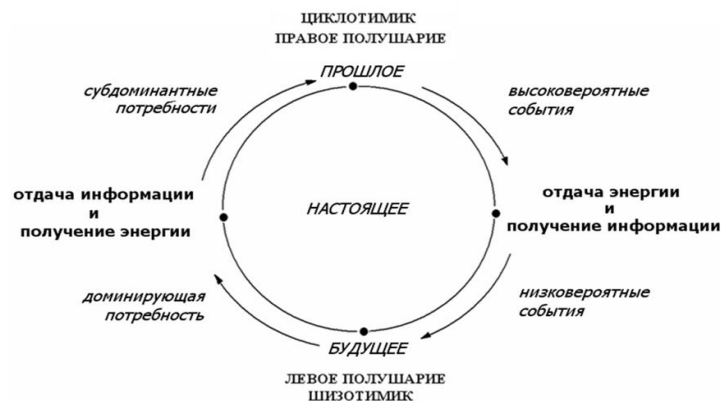 ЦИКЛОТИМИК
ПРАВОЕ ПОЛУШАРИЕ
ПРОШЛОЕ
субдоминантные
потребности
высоковероятные
события
отдача информации
и
получение энергии
НАСТОЯЩЕЕ
отдача энергии
и
получение информации
доминирующая
потребность
низковероятные
события
БУДУЩЕЕ
ЛЕВОЕ ПОЛУШАРИЕ
ШИЗОТИМИК